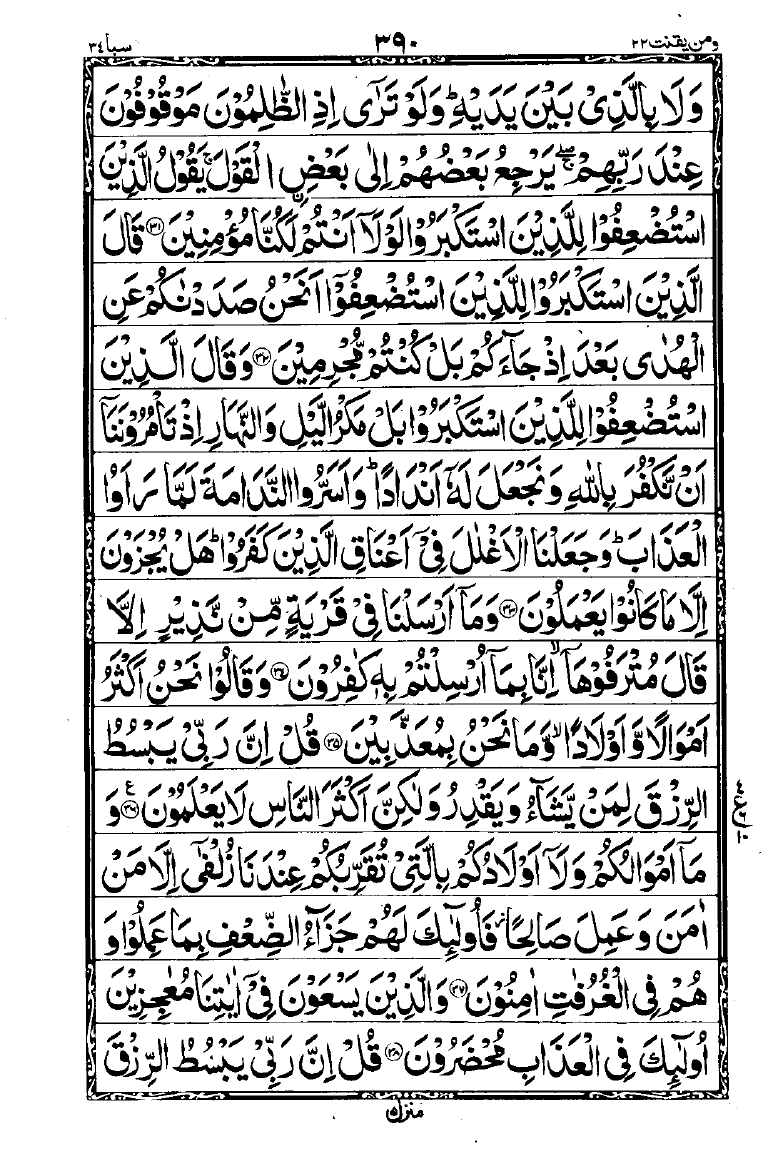 ومن يقنت ٢٢ ٣٩٠ سبا ٣٤
وَلَا بِالَّذِىْ بَيْنَ يَدَيْهِ ؕ وَلَوْ تَرٰٓى اِذِ الظّٰلِمُوْنَ مَوْقُوْفُوْنَ
عِنْدَ رَبِّهِمْ ۖۚ يَرْجِعُ بَعْضُهُمْ اِلٰى بَعْضِ ۨالْقَوْلَ ۚ يَقُوْلُ الَّذِيْنَ
اسْتُضْعِفُوْا لِلَّذِيْنَ اسْتَكْبَرُوْا لَوْلَاۤ اَنْتُمْ لَكُنَّا مُؤْمِنِيْنَ ﴿۳۱﴾ قَالَ
الَّذِيْنَ اسْتَكْبَرُوْا لِلَّذِيْنَ اسْتُضْعِفُوْۤا اَنَحْنُ صَدَدْنٰكُمْ عَنِ
الْهُدٰى بَعْدَ اِذْ جَآءَكُمْ بَلْ كُنْتُمْ مُّجْرِمِيْنَ ﴿۳۲﴾ وَقَالَ الَّذِيْنَ
اسْتُضْعِفُوْا لِلَّذِيْنَ اسْتَكْبَرُوْا بَلْ مَكْرُ الَّيْلِ وَالنَّهَارِ اِذْ تَاْمُرُوْنَنَاۤ
اَنْ نَّكْفُرَ بِاللّٰهِ وَنَجْعَلَ لَهٗۤ اَنْدَادًا ؕ وَاَسَرُّوا النَّدَامَةَ لَمَّا رَاَوُا
الْعَذَابَ ؕ وَجَعَلْنَا الْاَغْلٰلَ فِىْۤ اَعْنَاقِ الَّذِيْنَ كَفَرُوْا ؕ هَلْ يُجْزَوْنَ
اِلَّا مَا كَانُوْا يَعْمَلُوْنَ ﴿۳۳﴾ وَمَاۤ اَرْسَلْنَا فِىْ قَرْيَةٍ مِّنْ نَّذِيْرٍ اِلَّا
قَالَ مُتْرَفُوْهَاۤ ۙ اِنَّا بِمَاۤ اُرْسِلْتُمْ بِهٖ كٰفِرُوْنَ ﴿۳۴﴾ وَقَالُوْا نَحْنُ اَكْثَرُ
اَمْوَالًا وَّاَوْلَادًا ۙ وَّمَا نَحْنُ بِمُعَذَّبِيْنَ ﴿۳۵﴾ قُلْ اِنَّ رَبِّىْ يَبْسُطُ
الرِّزْقَ لِمَنْ يَّشَآءُ وَيَقْدِرُ وَلٰكِنَّ اَكْثَرَ النَّاسِ لَا يَعْلَمُوْنَ ﴿۳۶﴾ ع وَ
مَاۤ اَمْوَالُكُمْ وَلَاۤ اَوْلَادُكُمْ بِالَّتِىْ تُقَرِّبُكُمْ عِنْدَنَا زُلْفٰٓى اِلَّا مَنْ
اٰمَنَ وَعَمِلَ صَالِحًا فَاُولٰٓئِكَ لَهُمْ جَزَآءُ الضِّعْفِ بِمَا عَمِلُوْا وَ
هُمْ فِى الْغُرُفٰتِ اٰمِنُوْنَ ﴿۳۷﴾ وَالَّذِيْنَ يَسْعَوْنَ فِىْۤ اٰيٰتِنَا مُعٰجِزِيْنَ
اُولٰٓئِكَ فِى الْعَذَابِ مُحْضَرُوْنَ ﴿۳۸﴾ قُلْ اِنَّ رَبِّىْ يَبْسُطُ الرِّزْقَ
منزل ٥